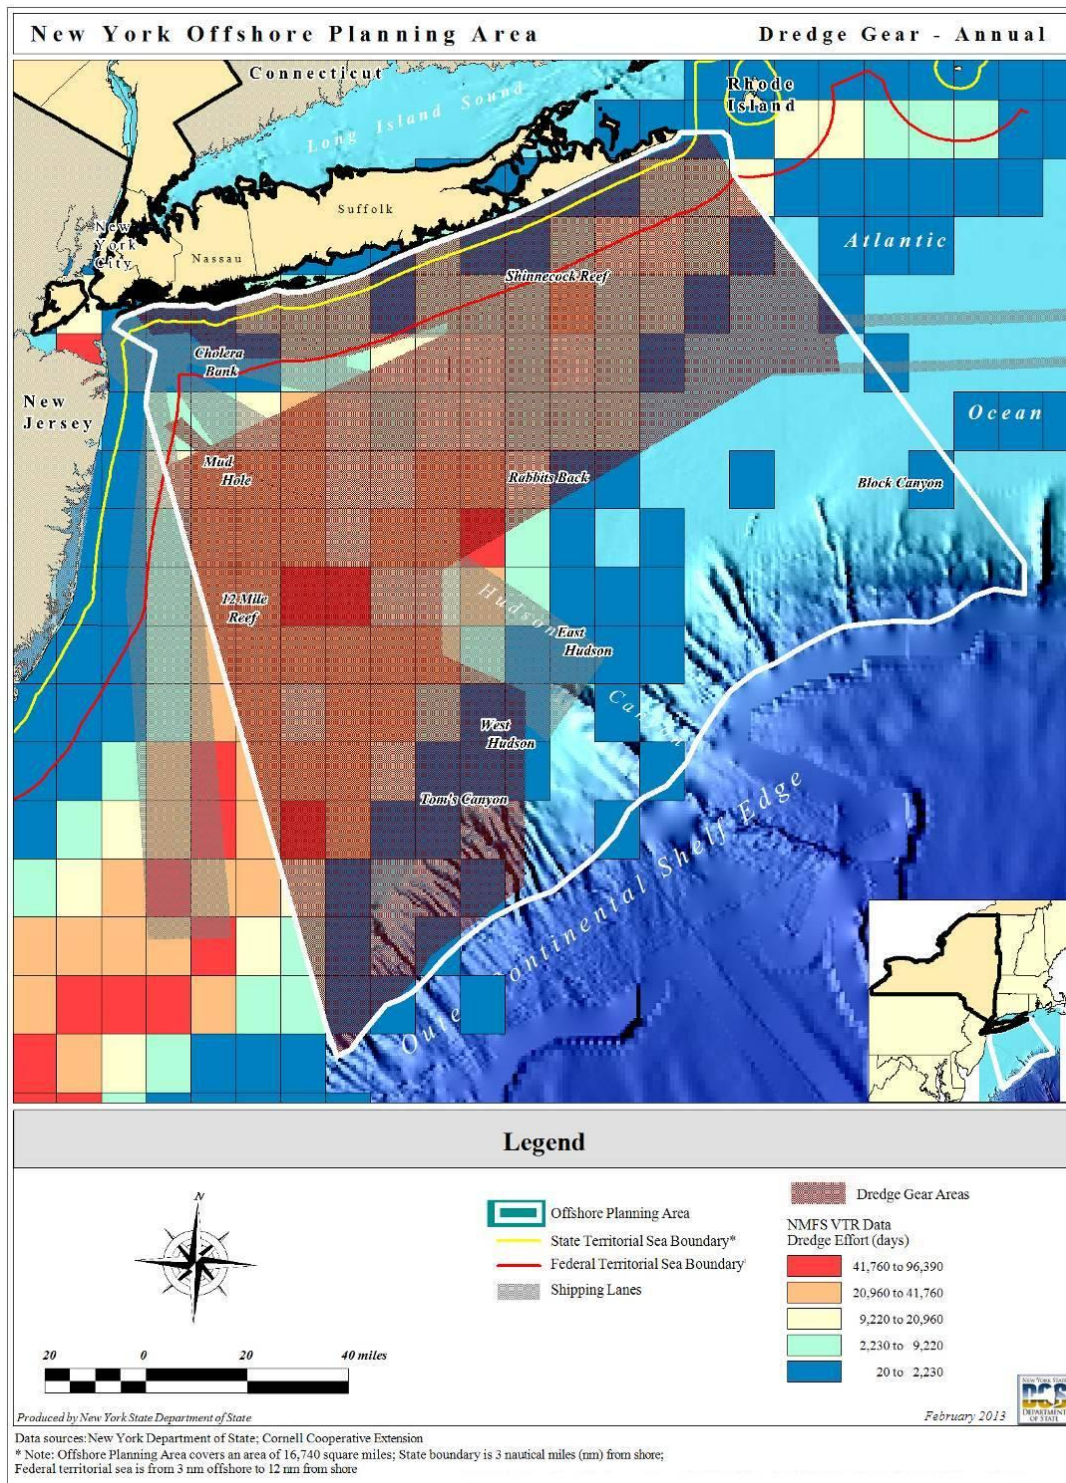 New York Offshore Planning Area
Dredge Gear - Annual
Connecticut
Rhode
Island
Long Island Sound
Suffolk
New
York
City
Nassau
Atlantic
Shinnecock Reef
Cholera
Bank
New
Jersey
Ocean
Mud
Hole
Rabbits Back
Block Canyon
12 Mile
Reef
Hudson
East
Hudson
Canyon
West
Hudson
Tom's Canyon
Outer Continental Shelf Edge
Legend
N
Offshore Planning Area
State Territorial Sea Boundary*
Federal Territorial Sea Boundary*
Shipping Lanes
Dredge Gear Areas
NMFS VTR Data
Dredge Effort (days)
41,760 to 96,390
20,960 to 41,760
9,220 to 20,960
2,230 to 9,220
20 to 2,230
20 0 20 40 miles
Produced by New York State Department of State
February 2013
NEW YORK STATE
DOS
DEPARTMENT
OF STATE
Data sources: New York Department of State; Cornell Cooperative Extension
* Note: Offshore Planning Area covers an area of 16,740 square miles; State boundary is 3 nautical miles (nm) from shore;
Federal territorial sea is from 3 nm offshore to 12 nm from shore